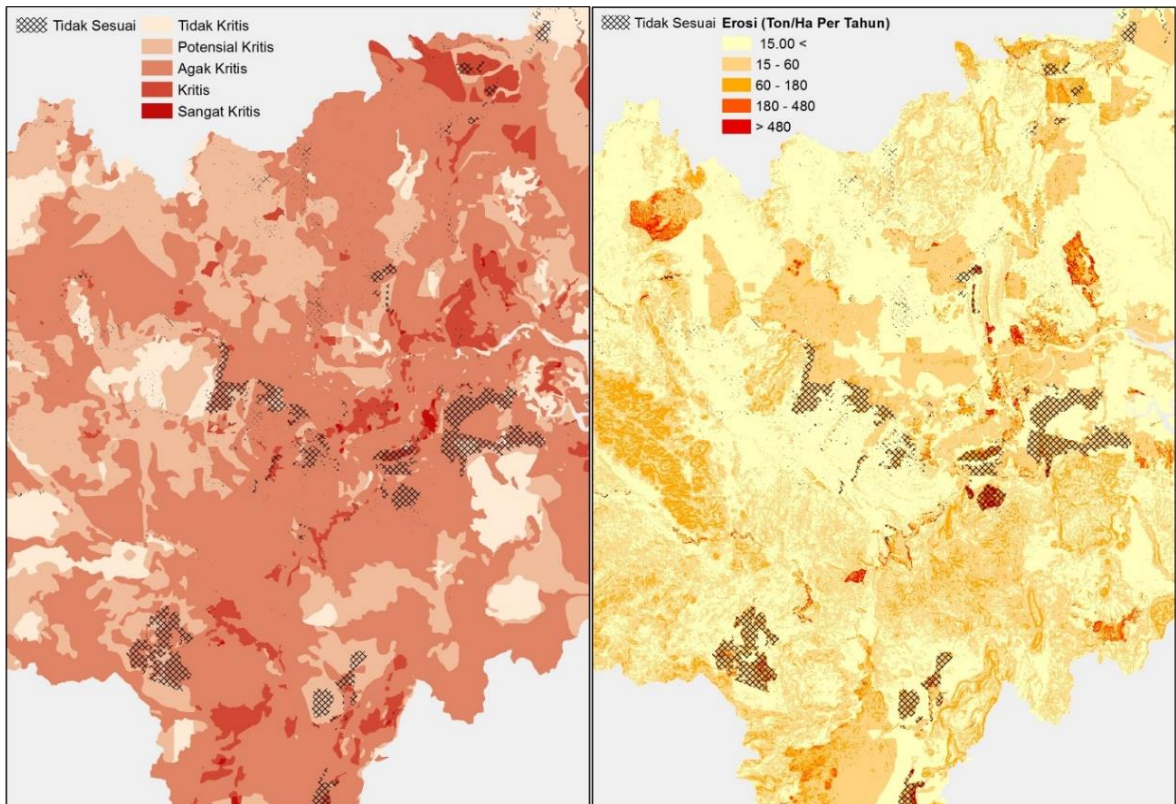 Tidak Sesuai
Tidak Kritis
Potensial Kritis
Agak Kritis
Kritis
Sangat Kritis
Tidak Sesuai
Erosi (Ton/Ha Per Tahun)
15.00 <
15 - 60
60 - 180
180 - 480
> 480